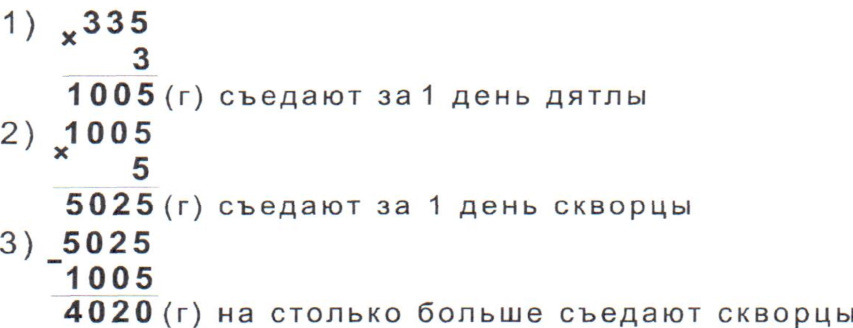 1) × 335
3
1005 (г) съедают за 1 день дятлы
2) × 1005
5
5025 (г) съедают за 1 день скворцы
3) - 5025
1005
4020 (г) на столько больше съедают скворцы